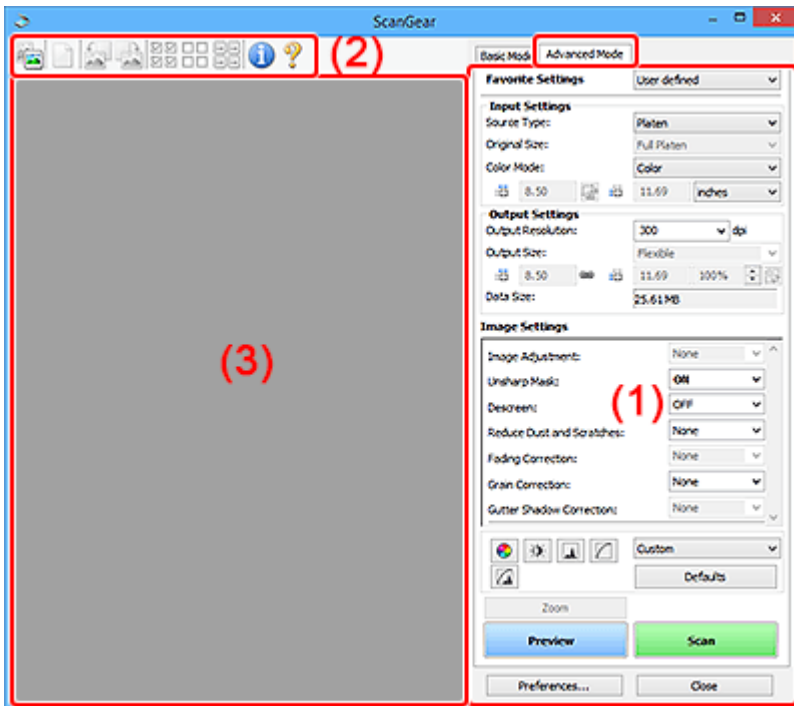 ScanGear
(2)
Basic Mode Advanced Mode
Favorite Settings User defined
Input Settings
Source Type: Platen
Original Size: Full Platen
Color Mode: Color
8.50 11.69 inches
Output Settings
Output Resolution: 300 dpi
Output Size: Flexible
8.50 11.69 100%
Data Size: 25.61 MB
Image Settings
(3)
Image Adjustment: None
Unsharp Mask: ON
(1)
Descreen: OFF
Reduce Dust and Scratches: None
Fading Correction: None
Grain Correction: None
Gutter Shadow Correction: None
Custom
Defaults
Zoom
Preview Scan
Preferences... Close